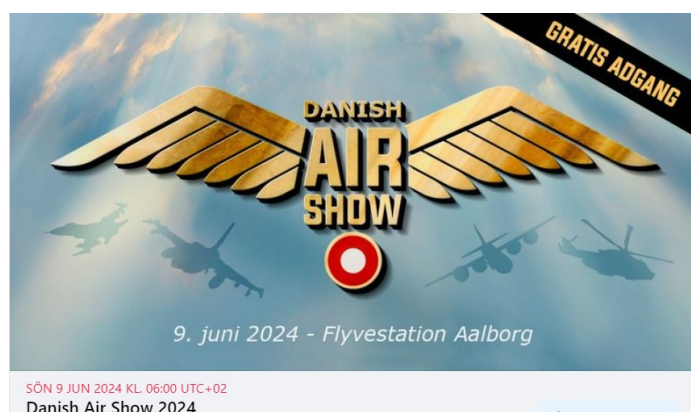 GRATIS ADGANG
DANISH
AIR
SHOW
9. juni 2024 - Flyvestation Aalborg
SÖN 9 JUN 2024 KL. 06:00 UTC+02
Danish Air Show 2024